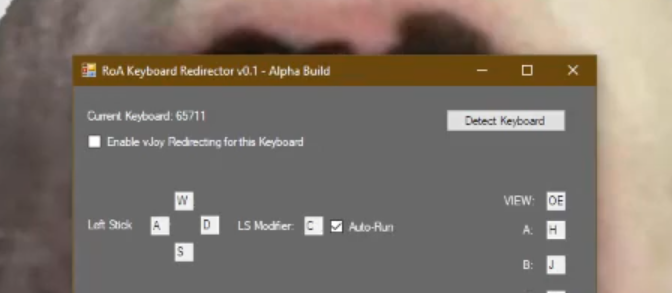 RoA Keyboard Redirector v0.1 - Alpha Build
Current Keyboard: 65711
Detect Keyboard
Enable vJoy Redirecting for this Keyboard
W
VIEW: OE
Left Stick A D LS Modifier: C Auto-Run
A: H
S
B: J